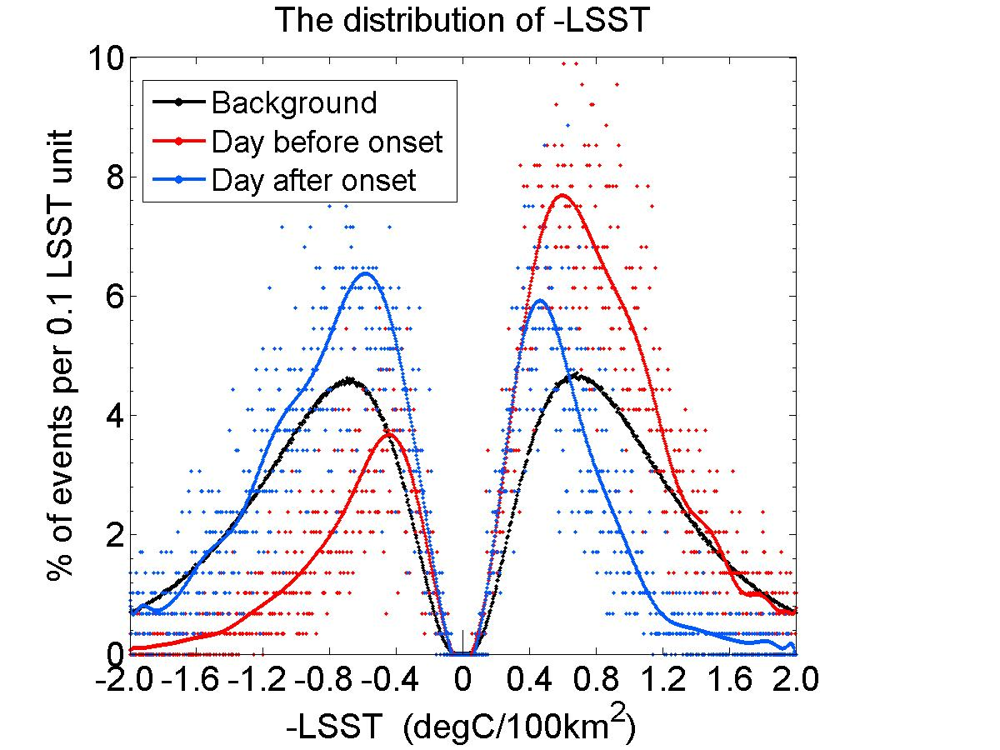 The distribution of -LSST
% of events per 0.1 LSST unit
10
8
6
4
2
0
Background
Day before onset
Day after onset
-2.0 -1.6 -1.2 -0.8 -0.4 0 0.4 0.8 1.2 1.6 2.0
-LSST (degC/100km²)